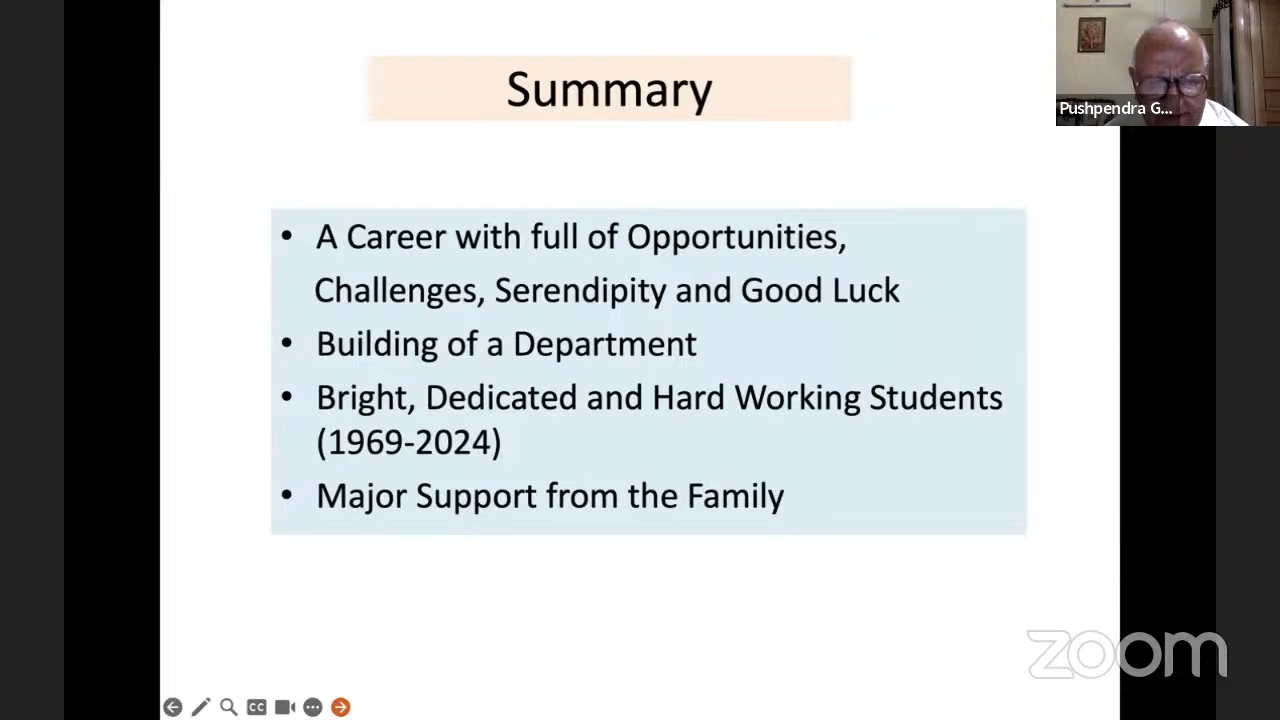 Summary
Pushpendra G...
• A Career with full of Opportunities,
Challenges, Serendipity and Good Luck
• Building of a Department
• Bright, Dedicated and Hard Working Students
(1969-2024)
• Major Support from the Family
zoom
CC